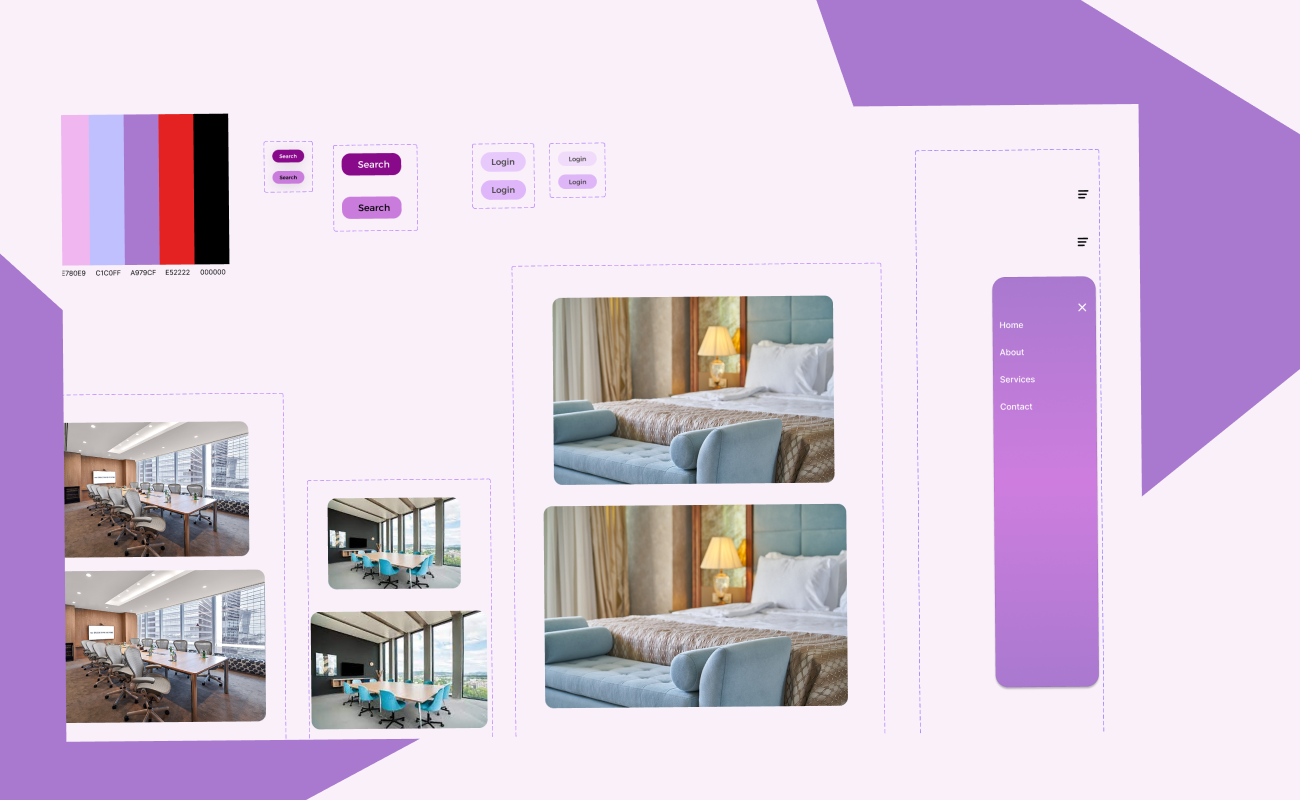 Search
Search
Search
Search
Login
Login
Login
Login
E780E9 C1C0FF A979CF E52222 000000
Home
About
Services
Contact